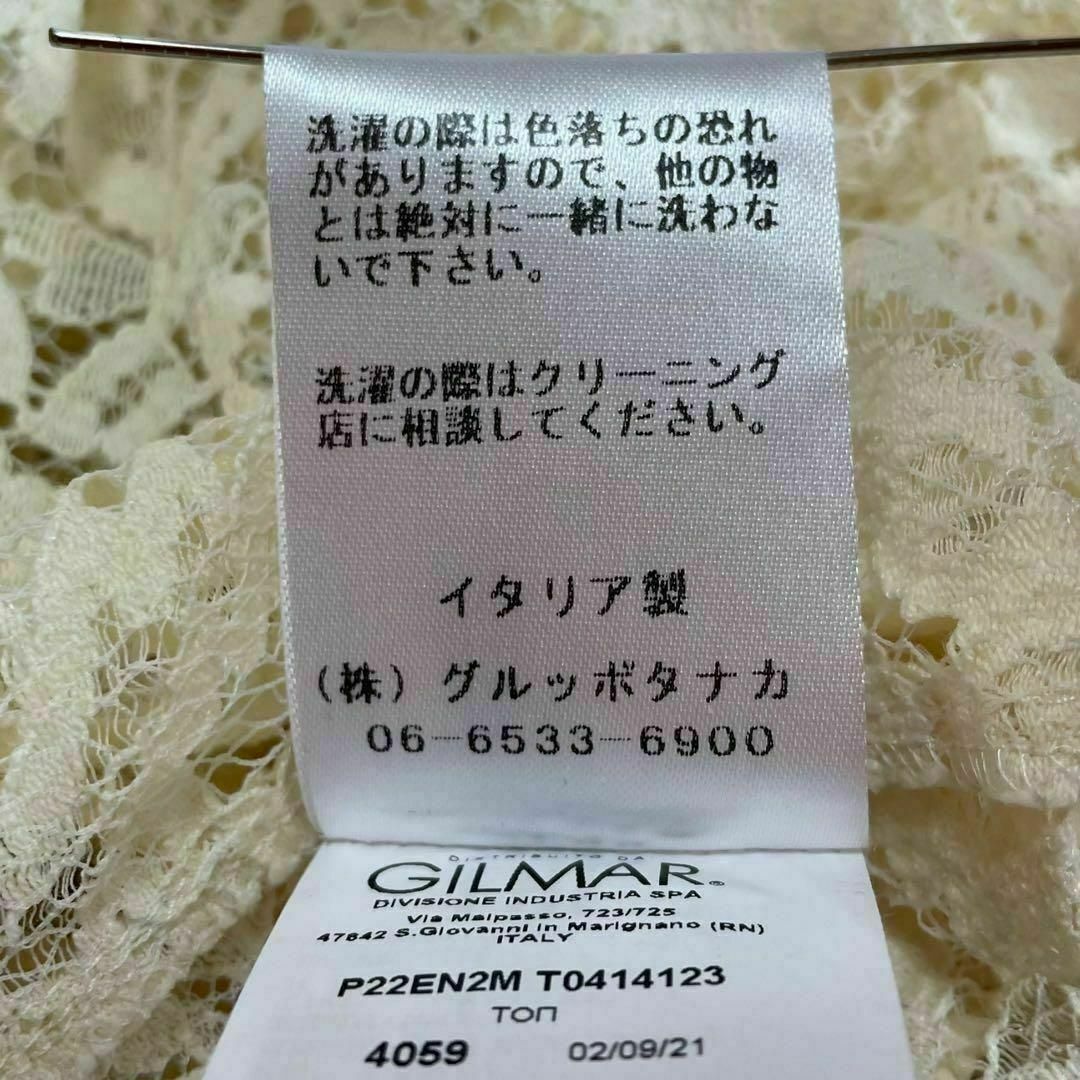 洗濯の際は色落ちの恐れ
がありますので、他の物
とは絶対に一緒に洗わな
いで下さい。
洗濯の際はクリーニング
店に相談してください。
イタリア製
(株) グルッポタナカ
06-6533-6900
DISTRIBUITO DA
GILMAR®
DIVISIONE INDUSTRIA SPA
Via Malpasso, 723/725
47842 S.Giovanni in Marignano (RN)
ITALY
P22EN2M T0414123
ТОП
4059 02/09/21